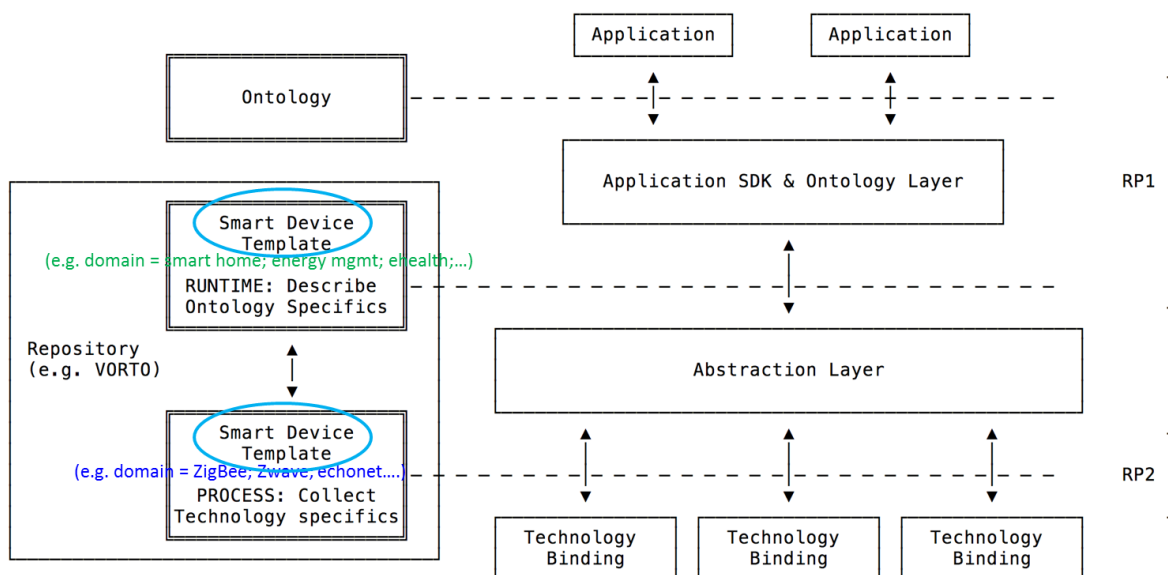 Application
Application
Ontology
Application SDK & Ontology Layer
RP1
Smart Device
Template
(e.g. domain = smart home; energy mgmt; ehealth;...)
RUNTIME: Describe
Ontology Specifics
Repository
(e.g. VORTO)
Abstraction Layer
Smart Device
Template
(e.g. domain = ZigBee; Zwave; echonet....)
PROCESS: Collect
Technology specifics
RP2
Technology
Binding
Technology
Binding
Technology
Binding